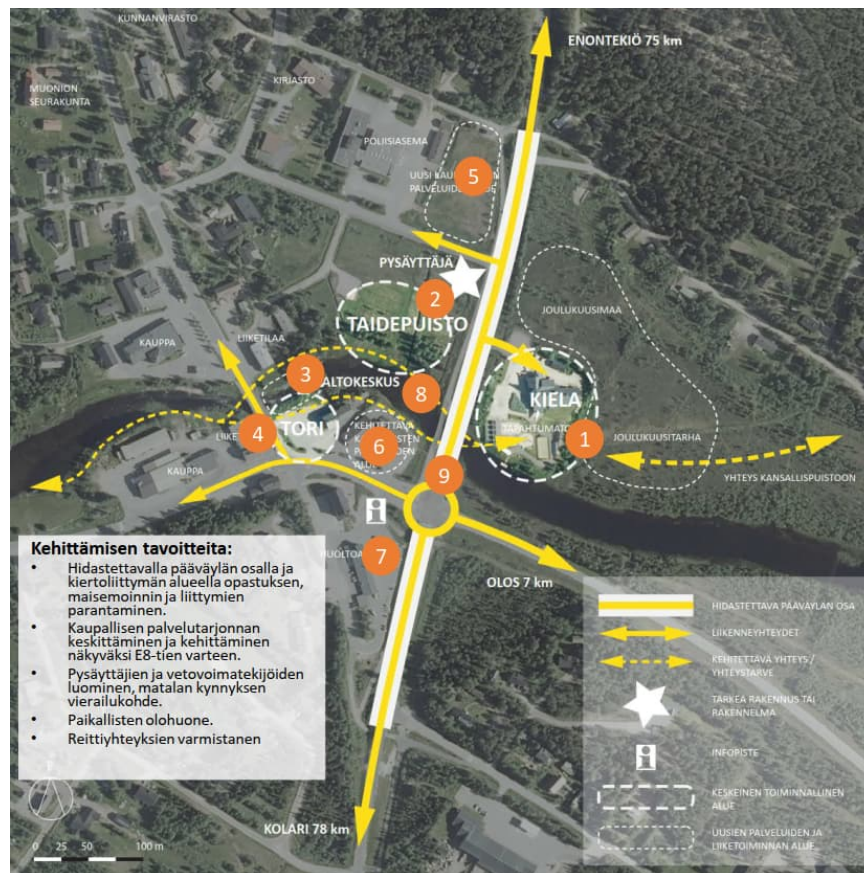 KUNNANVIRASTO
ENONTEKIÖ 75 km
MUONION
SEURAKUNTA
KIRJASTO
POLIISIASEMA
5
UUSI
PALVELUIDEN
PYSÄYTTÄJÄ
2
TAIDEPUISTO
JOULUKUUSIMAA
KAUPPA
LIIKETILAA
3
ALTOKESKUS
8
KIELA
TAPAHTUMATORI
4
TORI
KEHITETTÄVÄ
6
1
JOULUKUUSITARHA
KAUPPA
9
YHTEYS KANSALLISPUISTOON
7
OLOS 7 km
Kehittämisen tavoitteita:
• Hidastettavalla pääväylän osalla ja
kiertoliittymän alueella opastuksen,
maisemoinnin ja liittymien
parantaminen.
• Kaupallisen palvelutarjonnan
keskittäminen ja kehittäminen
näkyväksi E8-tien varteen.
• Pysäyttäjien ja vetovoimatekijöiden
luominen, matalan kynnyksen
vierailukohde.
• Paikallisten olohuone.
• Reittiyhteyksien varmistanen
HIDASTETTAVA PÄÄVÄYLÄN OSA
LIIKENNEYHTEYDET
KEHITETTÄVÄ YHTEYS /
YHTEYSTARVE
TÄRKEÄ RAKENNUS TAI
RAKENNELMA
INFOPISTE
KESKEINEN TOIMINNALLINEN
ALUE
UUSIEN PALVELUIDEN JA
LIIKETOIMINNAN ALUE
KOLARI 78 km
0 25 50 100 m